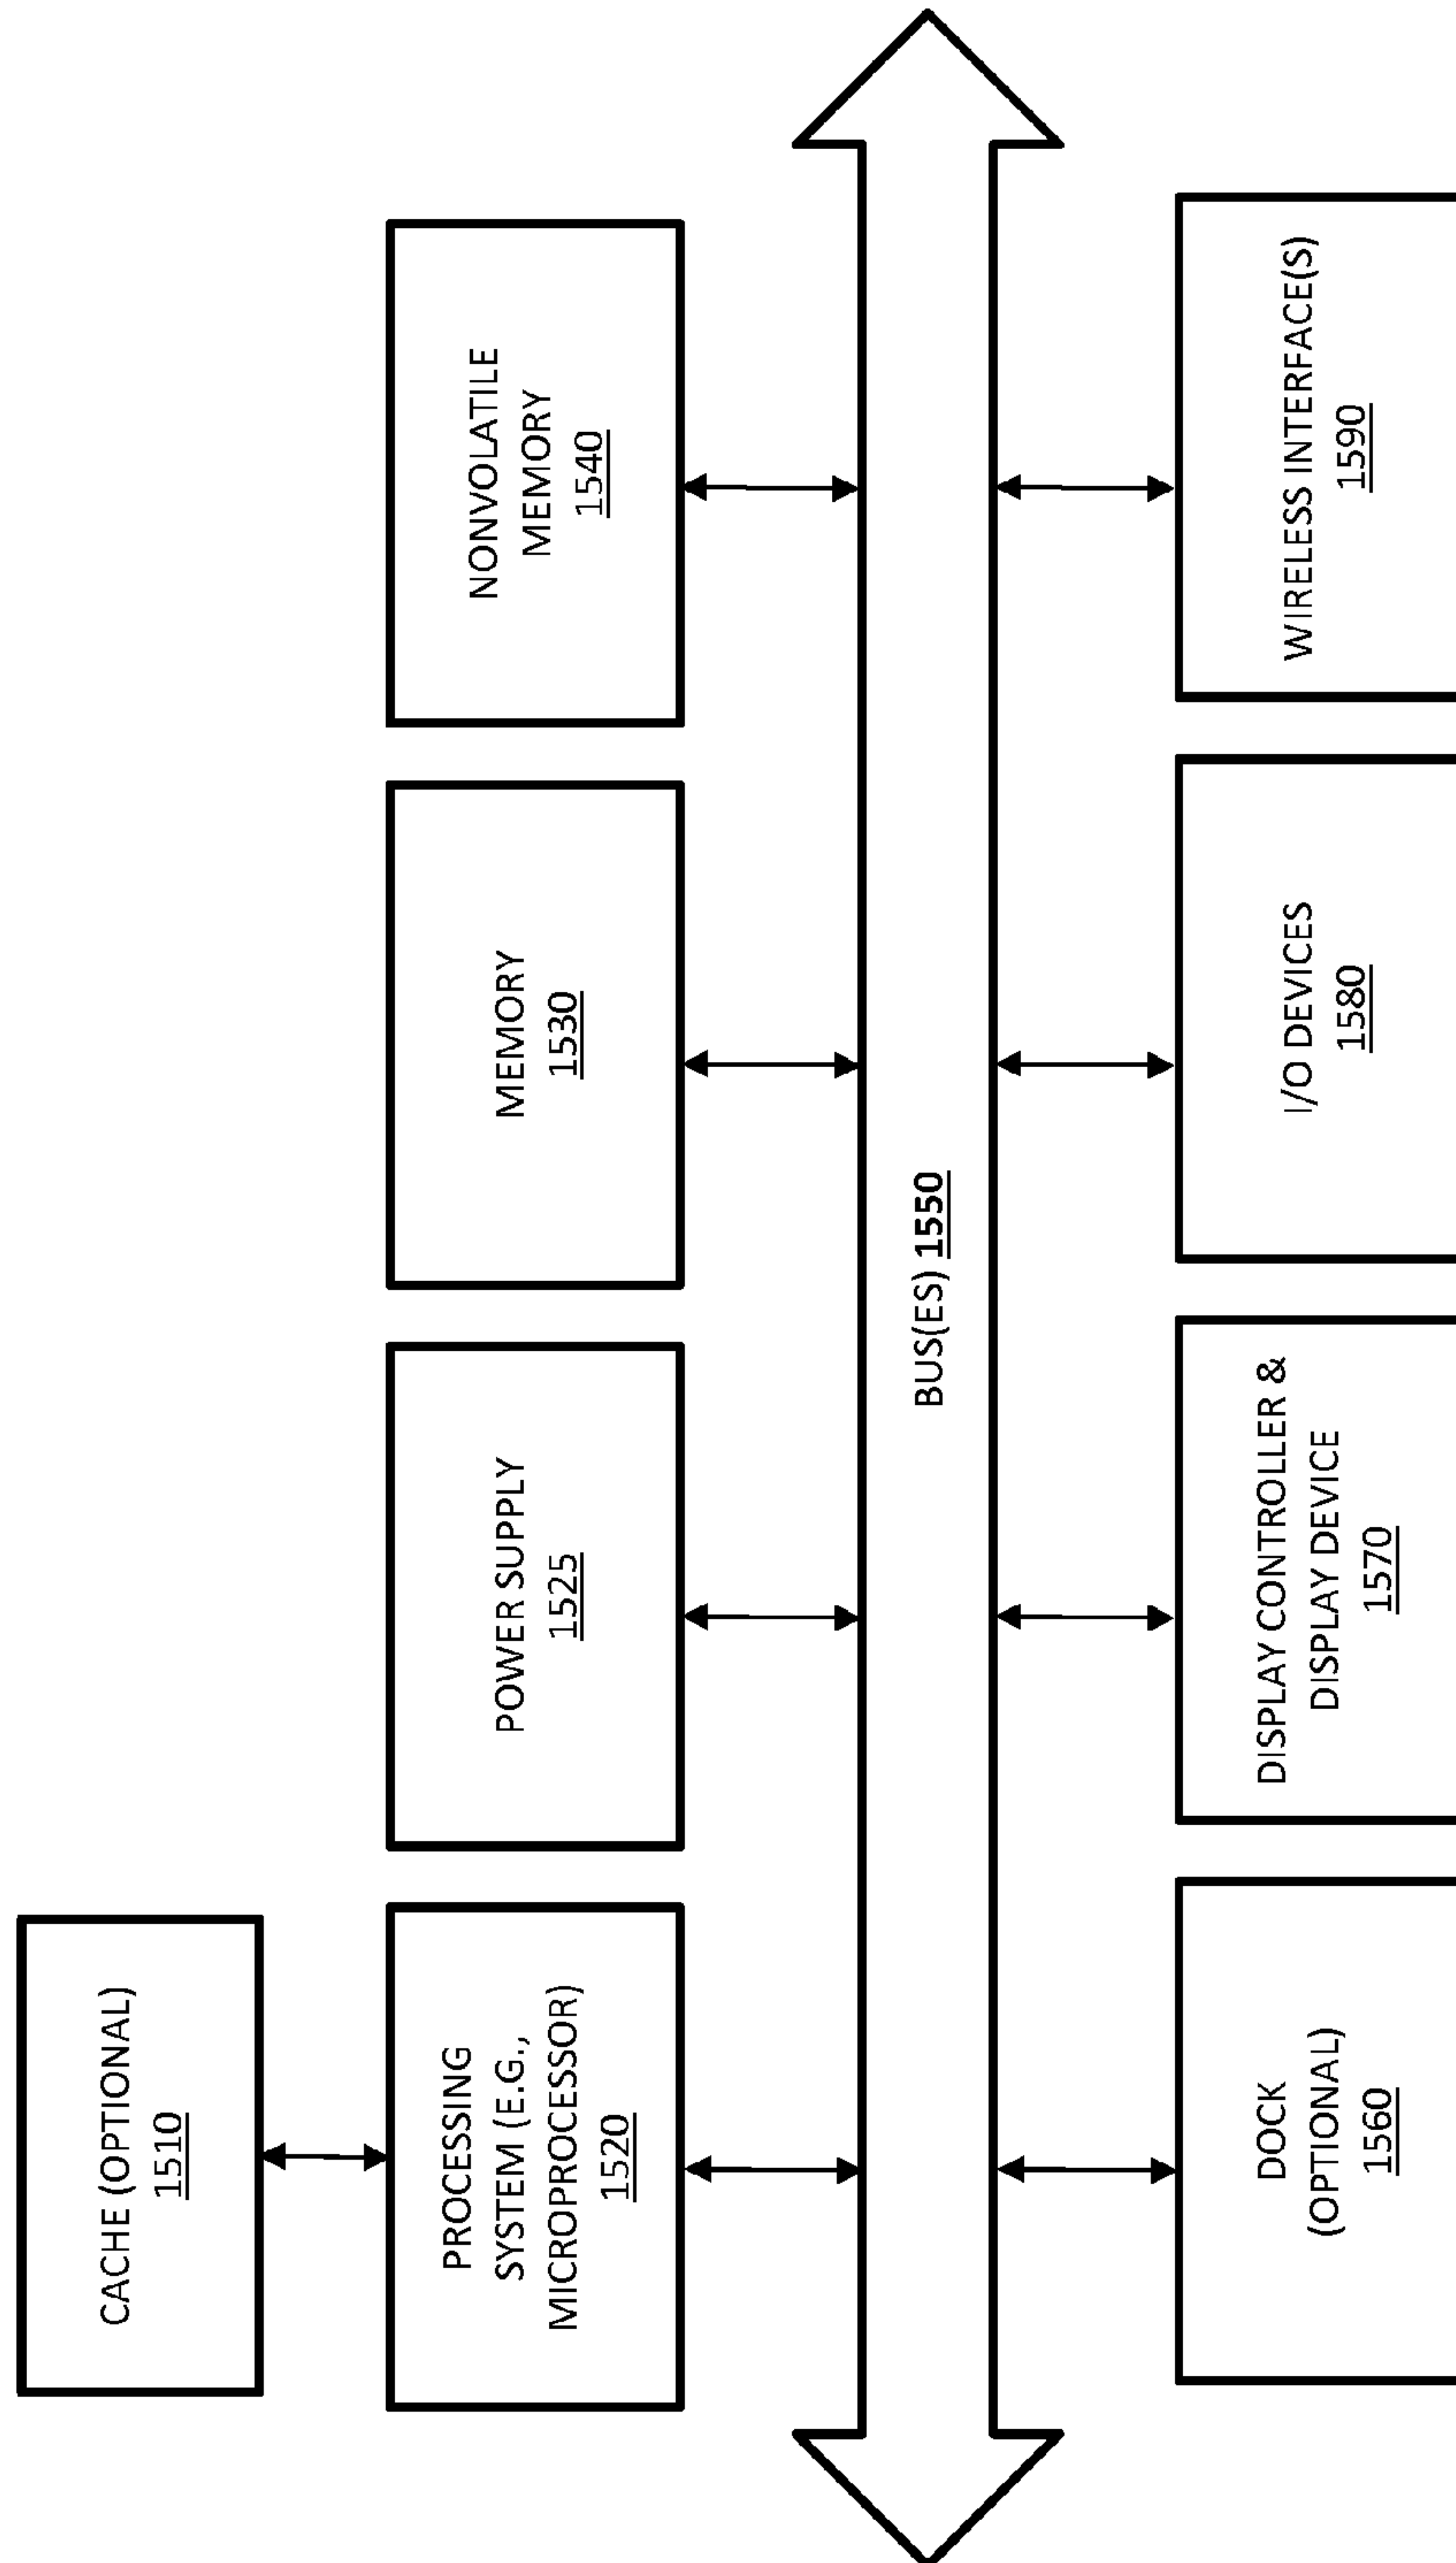 CACHE (OPTIONAL)
1510
PROCESSING
SYSTEM (E.G.,
MICROPROCESSOR)
1520
POWER SUPPLY
1525
MEMORY
1530
NONVOLATILE
MEMORY
1540
BUS(ES) 1550
DOCK
(OPTIONAL)
1560
DISPLAY CONTROLLER &
DISPLAY DEVICE
1570
I/O DEVICES
1580
WIRELESS INTERFACE(S)
1590